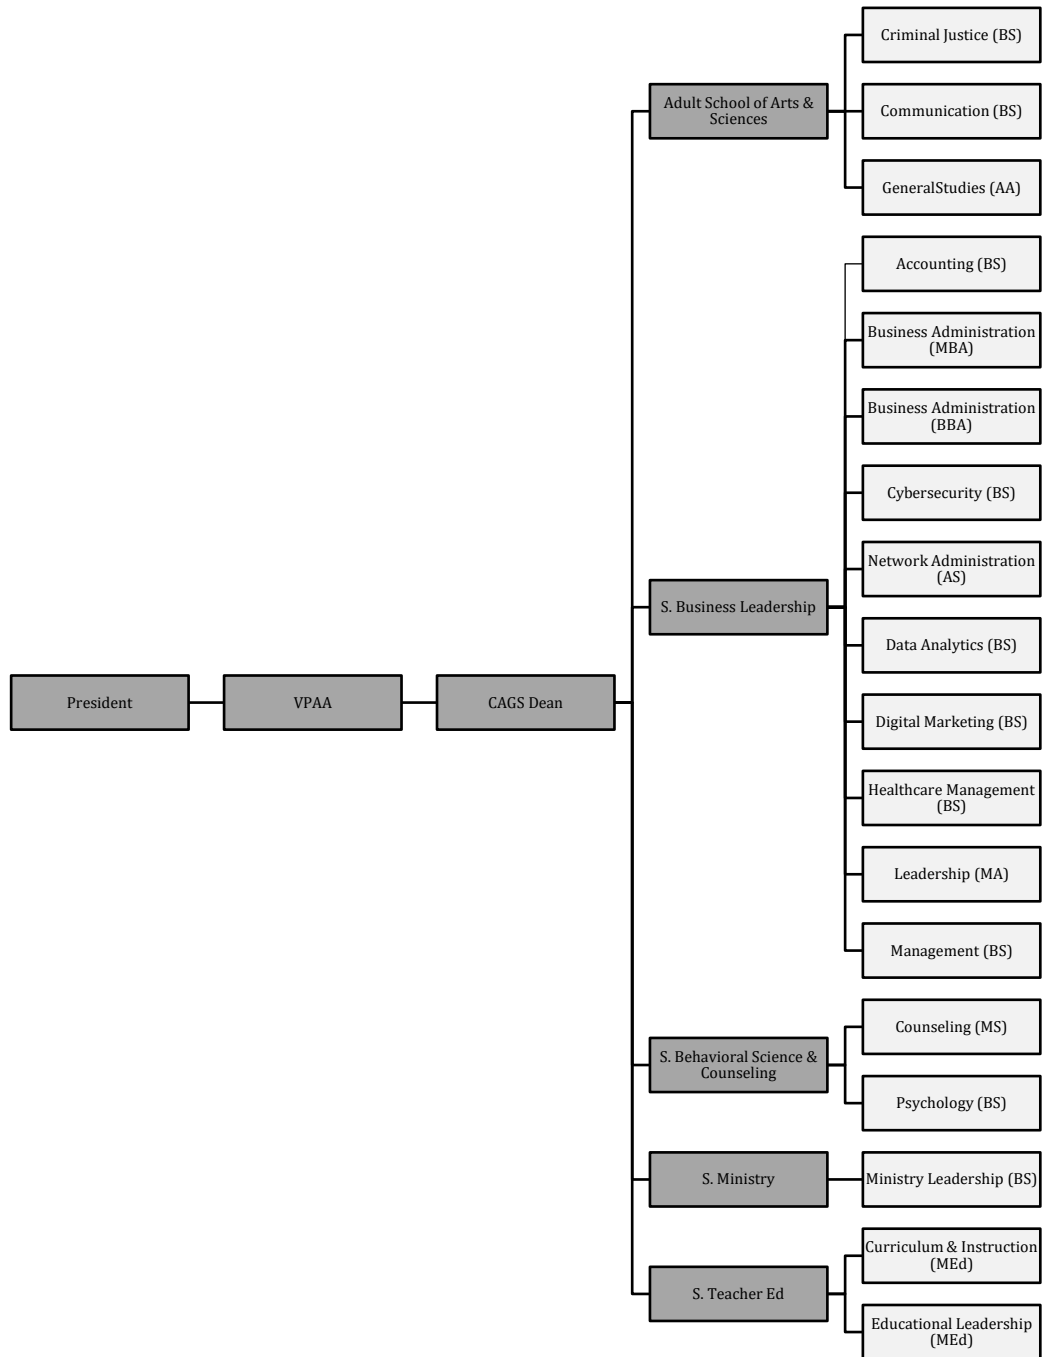 Criminal Justice (BS)
Adult School of Arts &
Sciences
Communication (BS)
GeneralStudies (AA)
Accounting (BS)
Business Administration
(MBA)
Business Administration
(BBA)
Cybersecurity (BS)
Network Administration
(AS)
S. Business Leadership
Data Analytics (BS)
President
VPAA
CAGS Dean
Digital Marketing (BS)
Healthcare Management
(BS)
Leadership (MA)
Management (BS)
Counseling (MS)
S. Behavioral Science &
Counseling
Psychology (BS)
S. Ministry
Ministry Leadership (BS)
Curriculum & Instruction
(MEd)
S. Teacher Ed
Educational Leadership
(MEd)